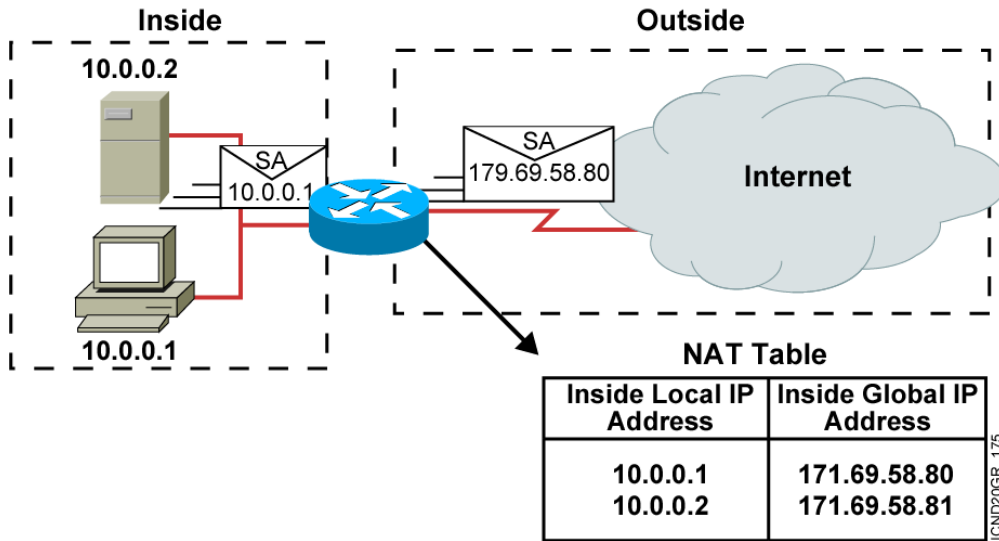 Inside
Outside
10.0.0.2
SA
10.0.0.1
SA
179.69.58.80
Internet
10.0.0.1
NAT Table
Inside Local IP Address
Inside Global IP Address
10.0.0.1
171.69.58.80
10.0.0.2
171.69.58.81
ICND20GR_175